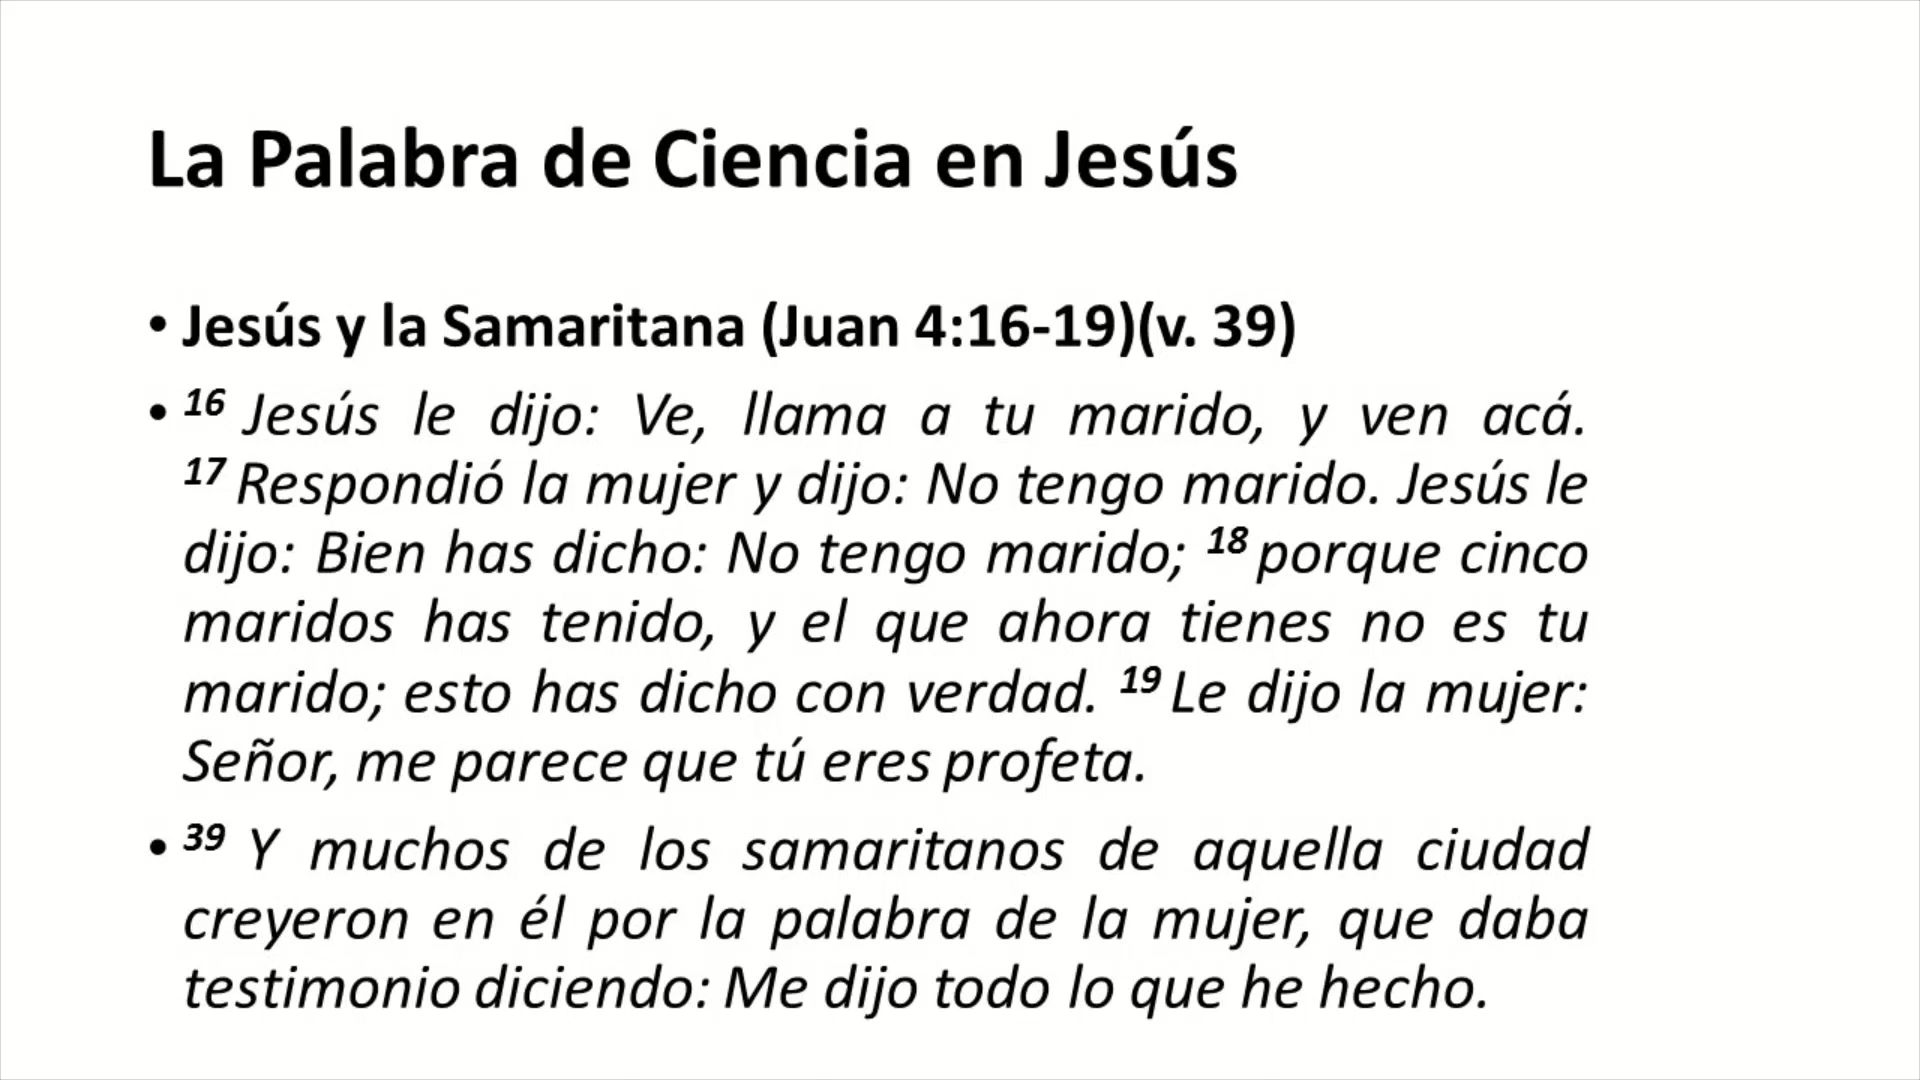 La Palabra de Ciencia en Jesús
• Jesús y la Samaritana (Juan 4:16-19)(v. 39)
• 16 Jesús le dijo: Ve, llama a tu marido, y ven acá.
17 Respondió la mujer y dijo: No tengo marido. Jesús le
dijo: Bien has dicho: No tengo marido; 18 porque cinco
maridos has tenido, y el que ahora tienes no es tu
marido; esto has dicho con verdad. 19 Le dijo la mujer:
Señor, me parece que tú eres profeta.
• 39 Y muchos de los samaritanos de aquella ciudad
creyeron en él por la palabra de la mujer, que daba
testimonio diciendo: Me dijo todo lo que he hecho.